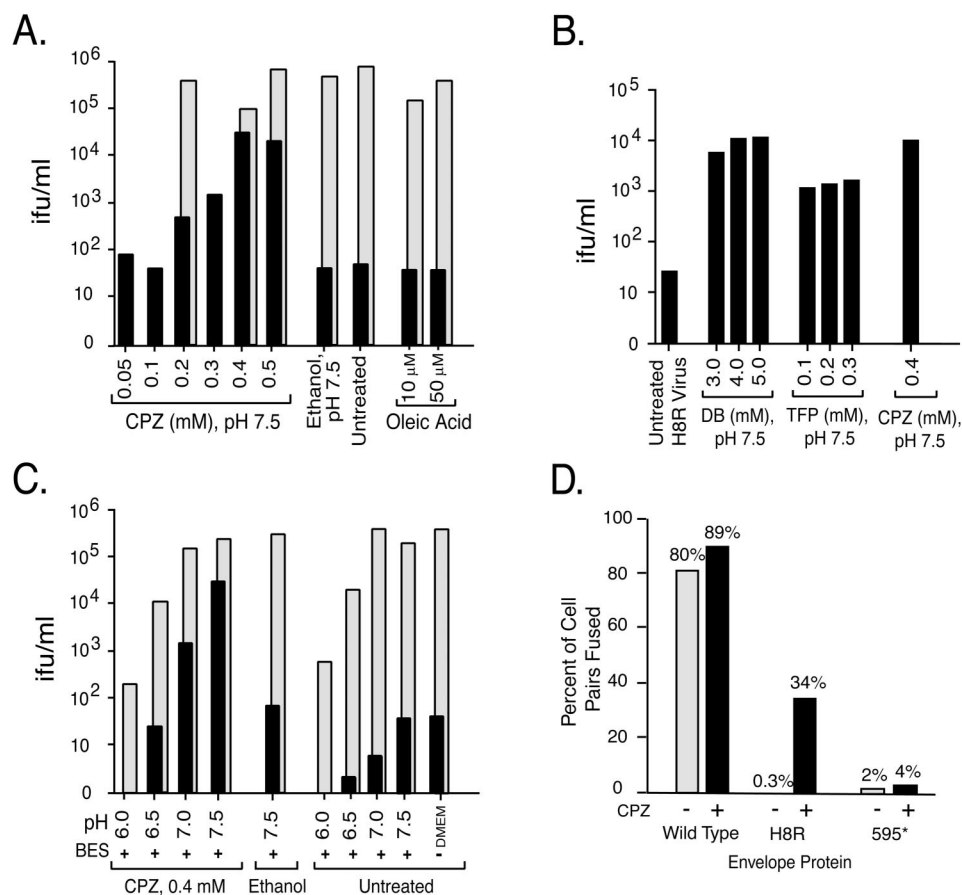 A.
10^6
10^5
10^4
10^3
10^2
10
0
ifu/ml
0.05 0.1 0.2 0.3 0.4 0.5
CPZ (mM), pH 7.5
Ethanol, pH 7.5
Untreated
10 μM 50 μM
Oleic Acid
B.
10^5
10^4
10^3
10^2
10
0
ifu/ml
Untreated H8R Virus
3.0 4.0 5.0
DB (mM), pH 7.5
0.1 0.2 0.3
TFP (mM), pH 7.5
0.4
CPZ (mM), pH 7.5
C.
10^6
10^5
10^4
10^3
10^2
10
0
ifu/ml
pH 6.0 6.5 7.0 7.5 7.5 6.0 6.5 7.0 7.5 DMEM
BES + + + + + + + + + -
CPZ, 0.4 mM Ethanol Untreated
D.
100
80
60
40
20
0
Percent of Cell Pairs Fused
80% 89%
0.3% 34%
2% 4%
CPZ - + - + - +
Wild Type H8R 595*
Envelope Protein